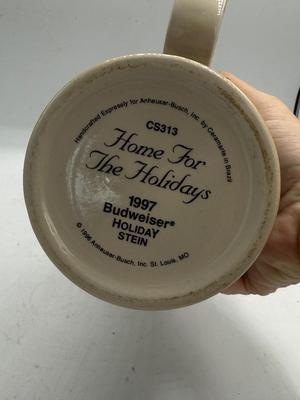 Handcrafted Expressly for Anheuser-Busch, Inc. by Ceramarte in Brazil
CS313
Home For
The Holidays
1997
Budweiser®
HOLIDAY
STEIN
© 1996 Anheuser-Busch, Inc. St. Louis, MO